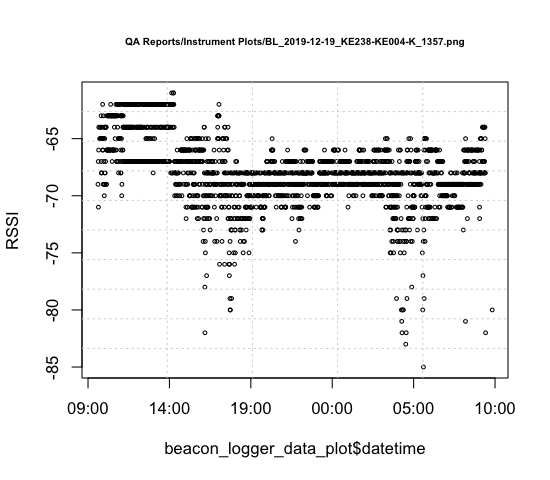 QA Reports/Instrument Plots/BL_2019-12-19_KE238-KE004-K_1357.png
RSSI
-65
-70
-75
-80
-85
09:00 14:00 19:00 00:00 05:00 10:00
beacon_logger_data_plot$datetime